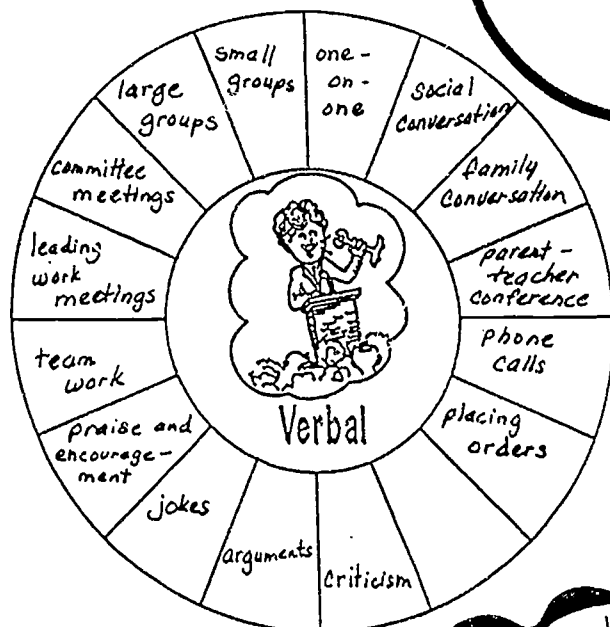 small
groups
one-
on-
one
social
conversation
family
conversation
parent-
teacher
conference
phone
calls
placing
orders
criticism
arguments
jokes
praise and
encourage-
ment
team
work
leading
work
meetings
committee
meetings
large
groups
Verbal